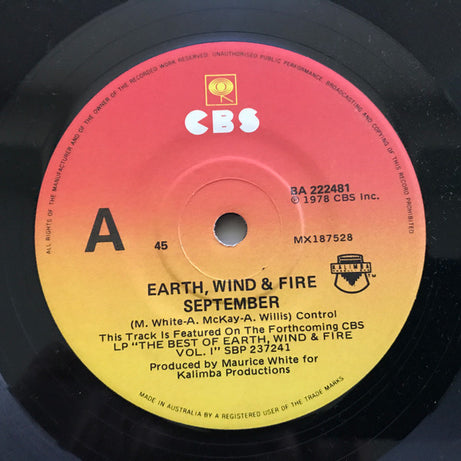 ALL RIGHTS OF THE MANUFACTURER AND OF THE OWNER OF THE RECORDED WORK RESERVED. UNAUTHORISED PUBLIC PERFORMANCE, BROADCASTING AND COPYING OF THIS RECORD PROHIBITED
CBS
BA 222481
℗ 1978 CBS Inc.
A
45
MX187528
KALIMBA
EARTH, WIND & FIRE
SEPTEMBER
(M. White-A. McKay-A. Willis) Control
This Track Is Featured On The Forthcoming CBS
LP "THE BEST OF EARTH, WIND & FIRE
VOL. I" SBP 237241
Produced by Maurice White for
Kalimba Productions
MADE IN AUSTRALIA BY A REGISTERED USER OF THE TRADE MARKS